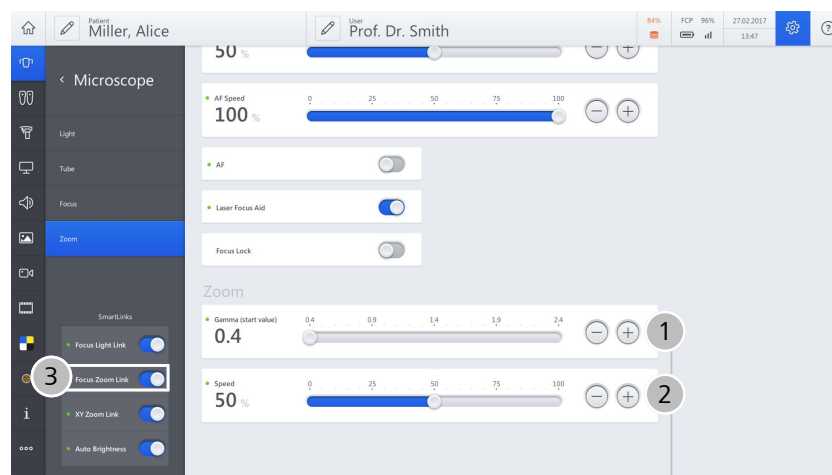 Patient
Miller, Alice
User
Prof. Dr. Smith
84%
FCP 96%
27.02.2017
13:47
?
< Microscope
Light
Tube
Focus
Zoom
SmartLinks
Focus Light Link
3
Focus Zoom Link
XY Zoom Link
Auto Brightness
i
50 %
AF Speed
100 %
0 25 50 75 100
AF
Laser Focus Aid
Focus Lock
Zoom
Gamma (start value)
0.4
0.4 0.9 1.4 1.9 2.4
1
Speed
50 %
0 25 50 75 100
2